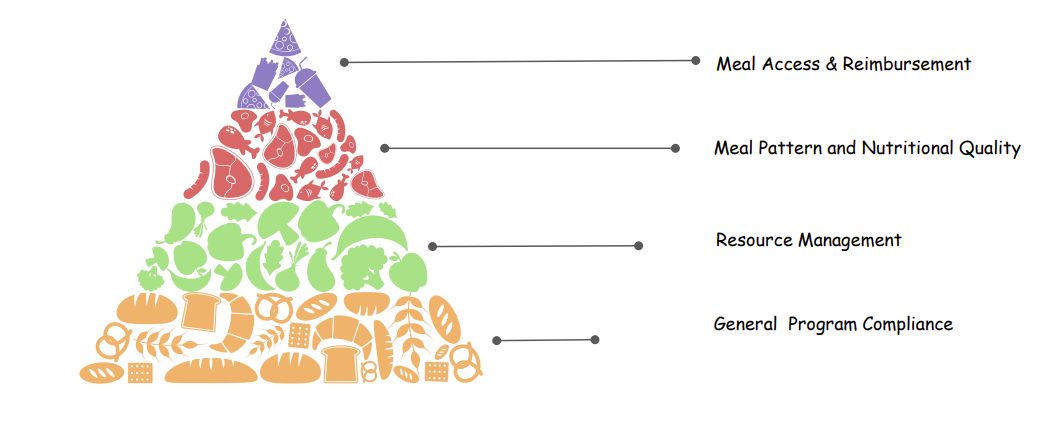 Meal Access & Reimbursement
Meal Pattern and Nutritional Quality
Resource Management
General  Program Compliance